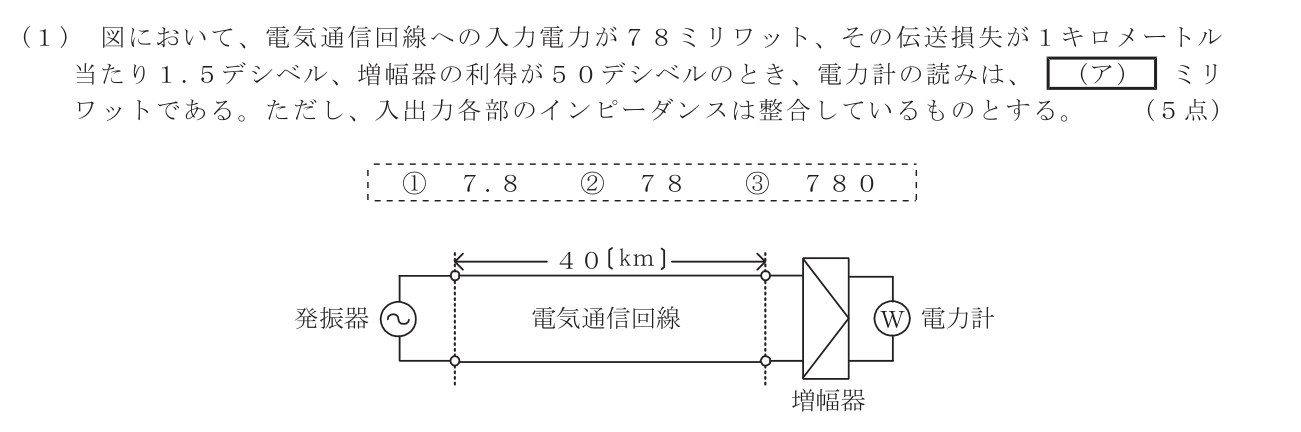 （１） 図において、電気通信回線への入力電力が７８ミリワット、その伝送損失が１キロメートル
当たり１.５デシベル、増幅器の利得が５０デシベルのとき、電力計の読みは、 （ア） ミリ
ワットである。ただし、入出力各部のインピーダンスは整合しているものとする。 （５点）
① ７.８ ② ７８ ③ ７８０
４０〔km〕
発振器 電気通信回線 W 電力計
増幅器